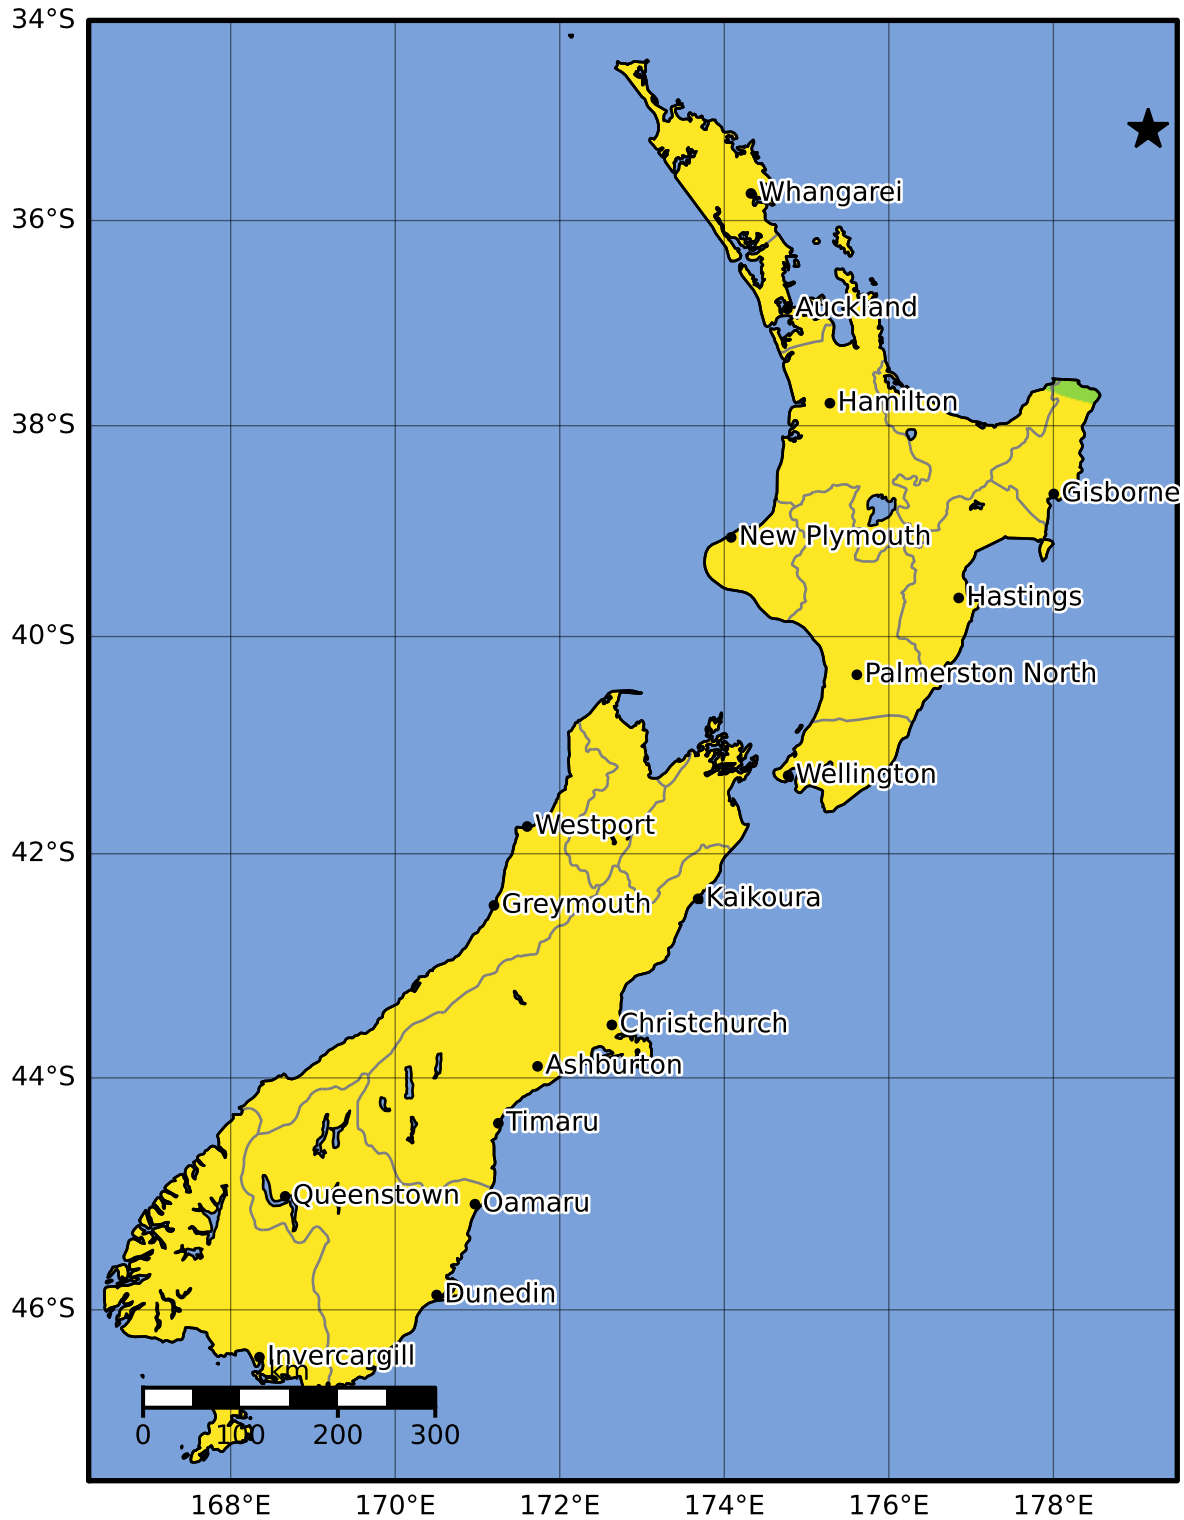 34°S
Whangarei
36°S
Auckland
Hamilton
38°S
Gisborne
New Plymouth
Hastings
40°S
Palmerston North
Wellington
Westport
42°S
Kaikoura
Greymouth
Christchurch
Ashburton
44°S
Timaru
Queenstown
Oamaru
Dunedin
46°S
Invercargill
km
0 100 200 300
168°E 170°E 172°E 174°E 176°E 178°E